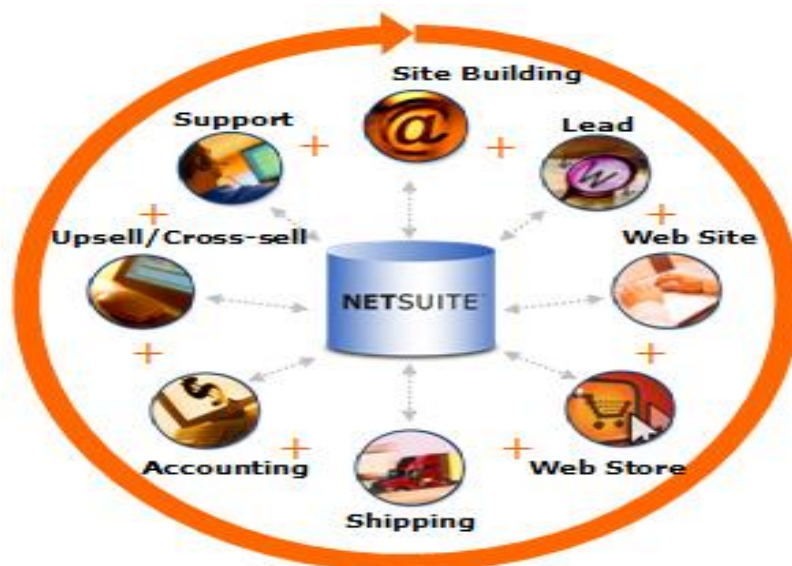 Site Building
Support
Lead
Upsell/Cross-sell
Web Site
NETSUITE
Accounting
Web Store
Shipping